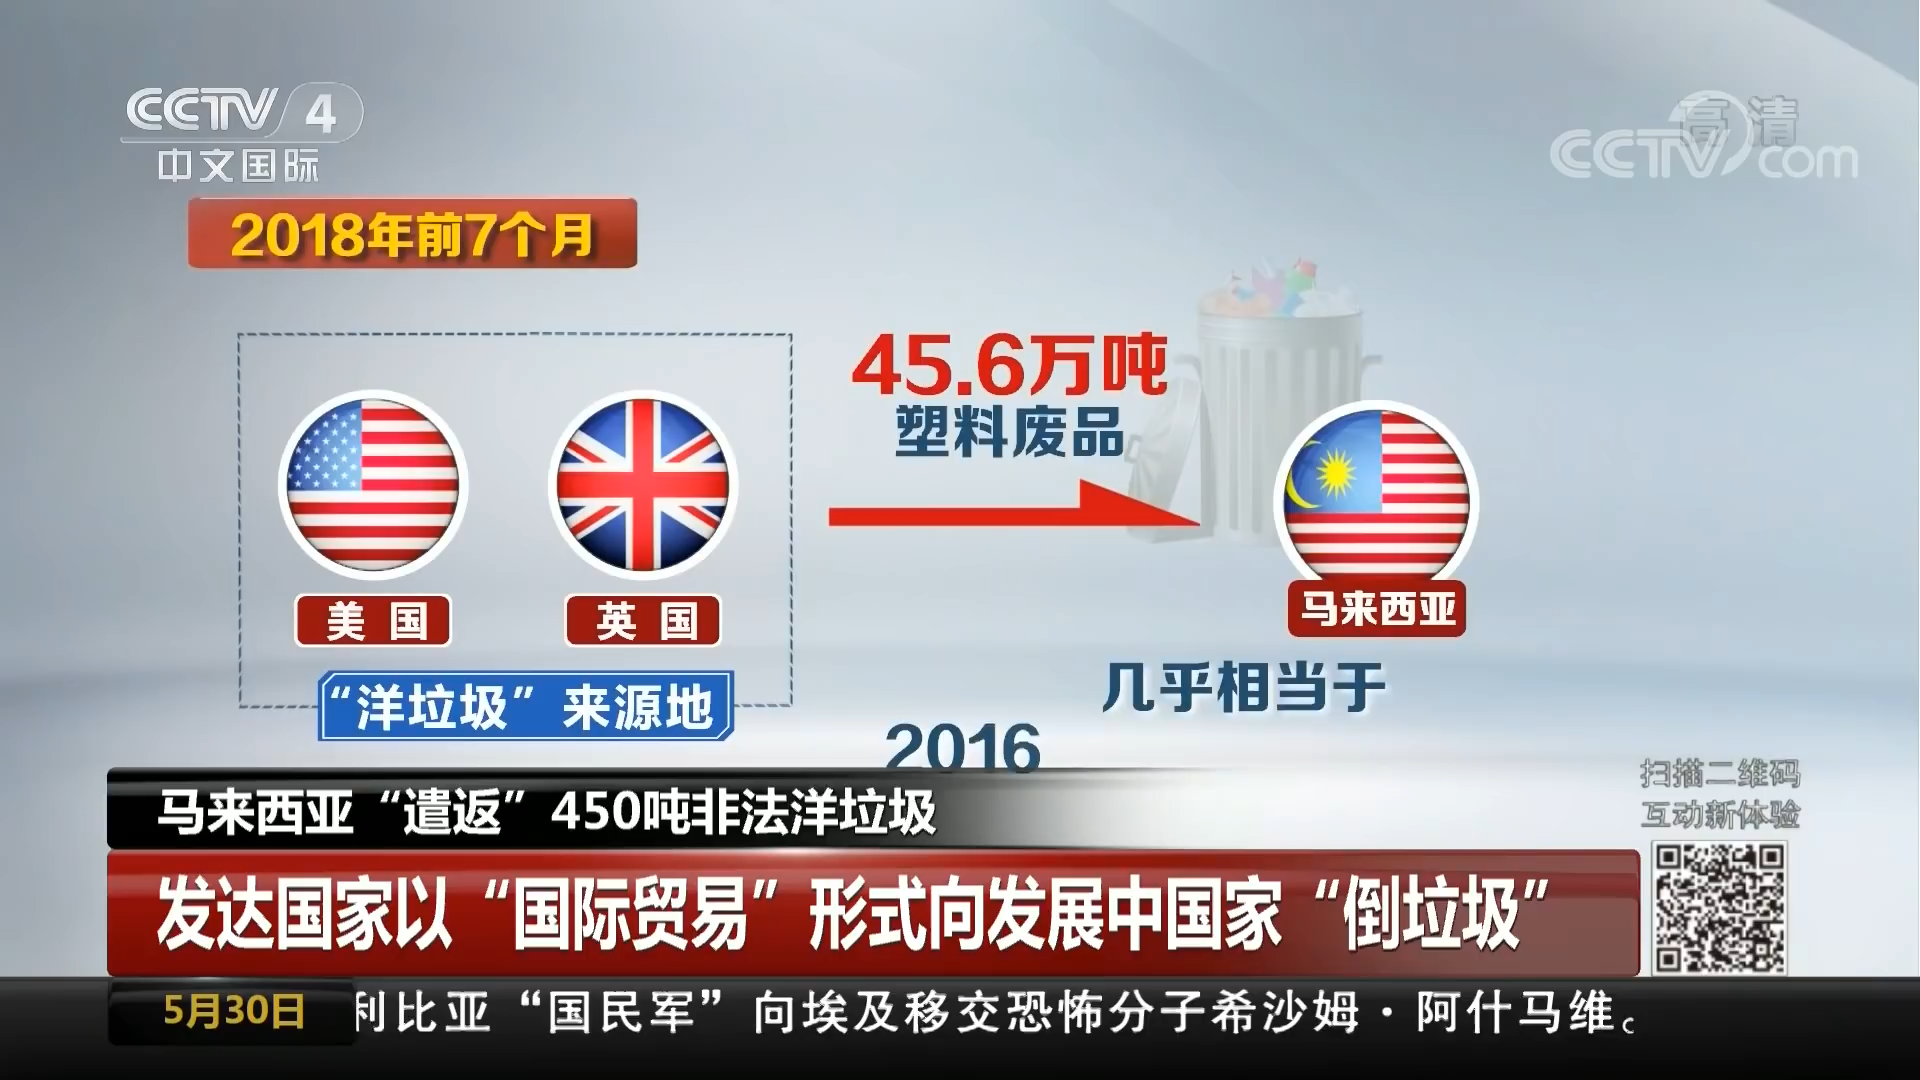 CCTV 4
中文国际
高清
CCTV.com
2018年前7个月
45.6万吨
塑料废品
美国
英国
马来西亚
“洋垃圾”来源地
几乎相当于
2016
扫描二维码
互动新体验
马来西亚“遣返”450吨非法洋垃圾
发达国家以“国际贸易”形式向发展中国家“倒垃圾”
5月30日
利比亚“国民军”向埃及移交恐怖分子希沙姆·阿什马维。